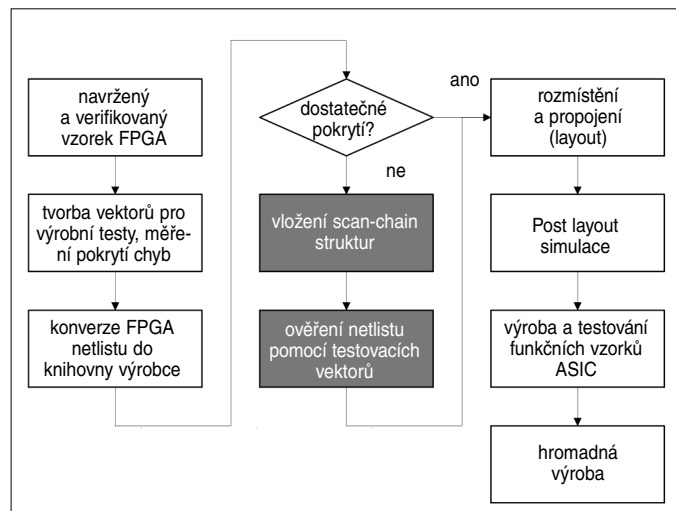 navržený
a verifikovaný
vzorek FPGA
tvorba vektorů pro
výrobní testy, měře-
ní pokrytí chyb
konverze FPGA
netlistu do
knihovny výrobce
dostatečné
pokrytí?
ano
ne
vložení scan-chain
struktur
ověření netlistu
pomocí testovacích
vektorů
rozmístění
a propojení
(layout)
Post layout
simulace
výroba a testování
funkčních vzorků
ASIC
hromadná
výroba